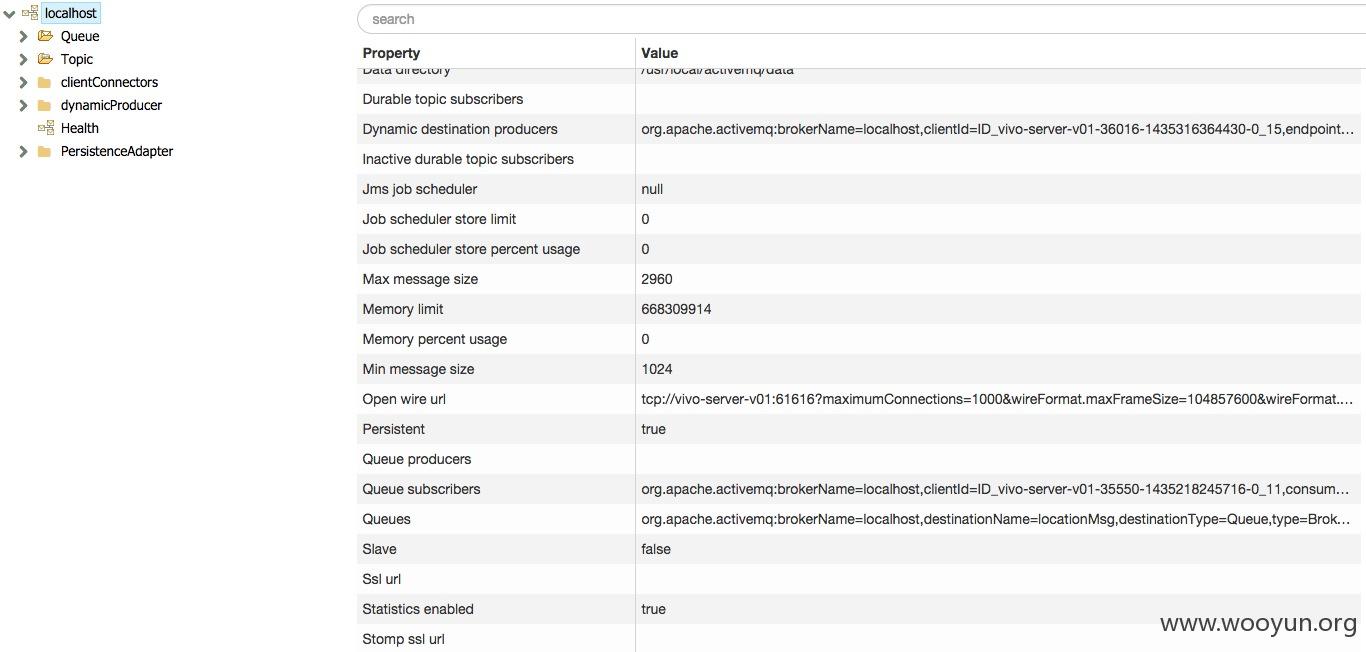 localhost
Queue
Topic
clientConnectors
dynamicProducer
Health
PersistenceAdapter
search
Property Value
Data directory /usr/local/activemq/data
Durable topic subscribers
Dynamic destination producers org.apache.activemq:brokerName=localhost,clientId=ID_vivo-server-v01-36016-1435316364430-0_15,endpoint...
Inactive durable topic subscribers
Jms job scheduler null
Job scheduler store limit 0
Job scheduler store percent usage 0
Max message size 2960
Memory limit 668309914
Memory percent usage 0
Min message size 1024
Open wire url tcp://vivo-server-v01:61616?maximumConnections=1000&wireFormat.maxFrameSize=104857600&wireFormat....
Persistent true
Queue producers
Queue subscribers org.apache.activemq:brokerName=localhost,clientId=ID_vivo-server-v01-35550-1435218245716-0_11,consum...
Queues org.apache.activemq:brokerName=localhost,destinationName=locationMsg,destinationType=Queue,type=Brok...
Slave false
Ssl url
Statistics enabled true
Stomp ssl url
www.wooyun.org